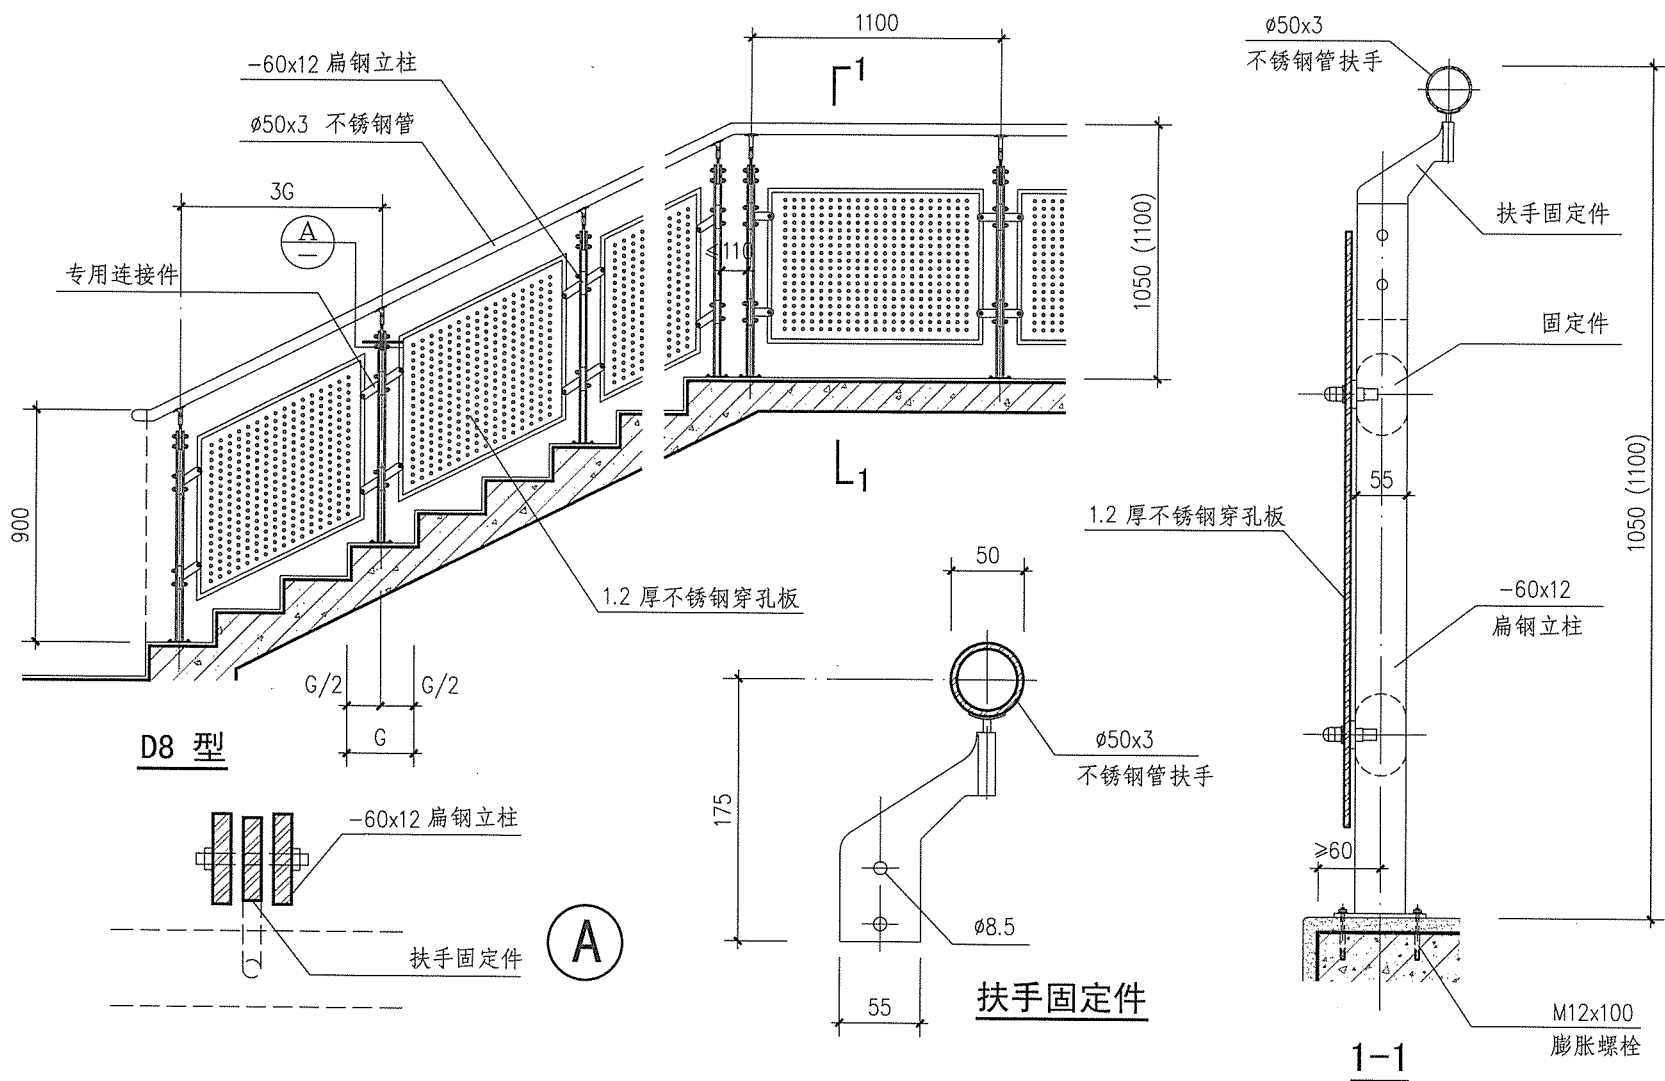 -60x12 扁钢立柱
ø50x3 不锈钢管
3G
A
专用连接件
900
1.2 厚不锈钢穿孔板
G/2
G/2
G
D8 型
1100
1
≤110
1050 (1100)
1
-60x12 扁钢立柱
扶手固定件
A
50
175
ø50x3
不锈钢管扶手
ø8.5
55
扶手固定件
ø50x3
不锈钢管扶手
扶手固定件
固定件
55
1.2 厚不锈钢穿孔板
-60x12
扁钢立柱
1050 (1100)
≥60
M12x100
膨胀螺栓
1-1